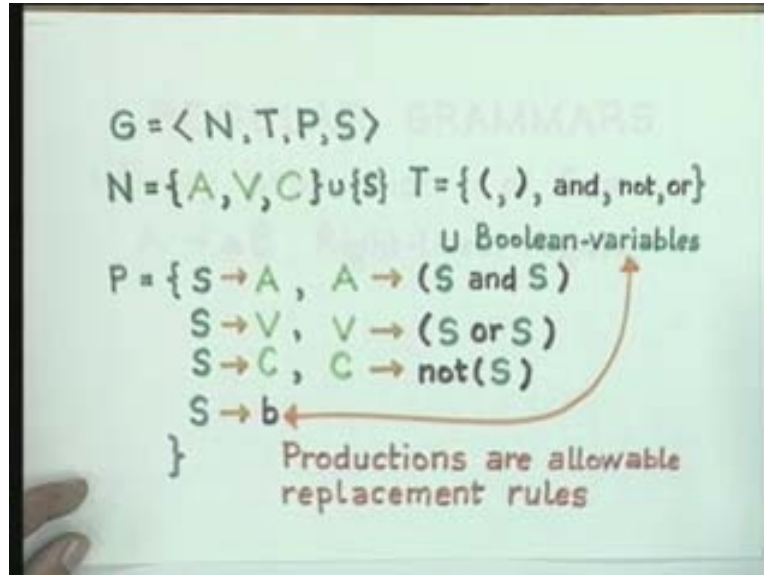 G = ⟨ N, T, P, S ⟩
N = { A, V, C } ∪ {S} T = { (, ), and, not, or }
∪ Boolean-variables
P = { S → A , A → ( S and S )
S → V , V → ( S or S )
S → C , C → not( S )
S → b
}
Productions are allowable
replacement rules